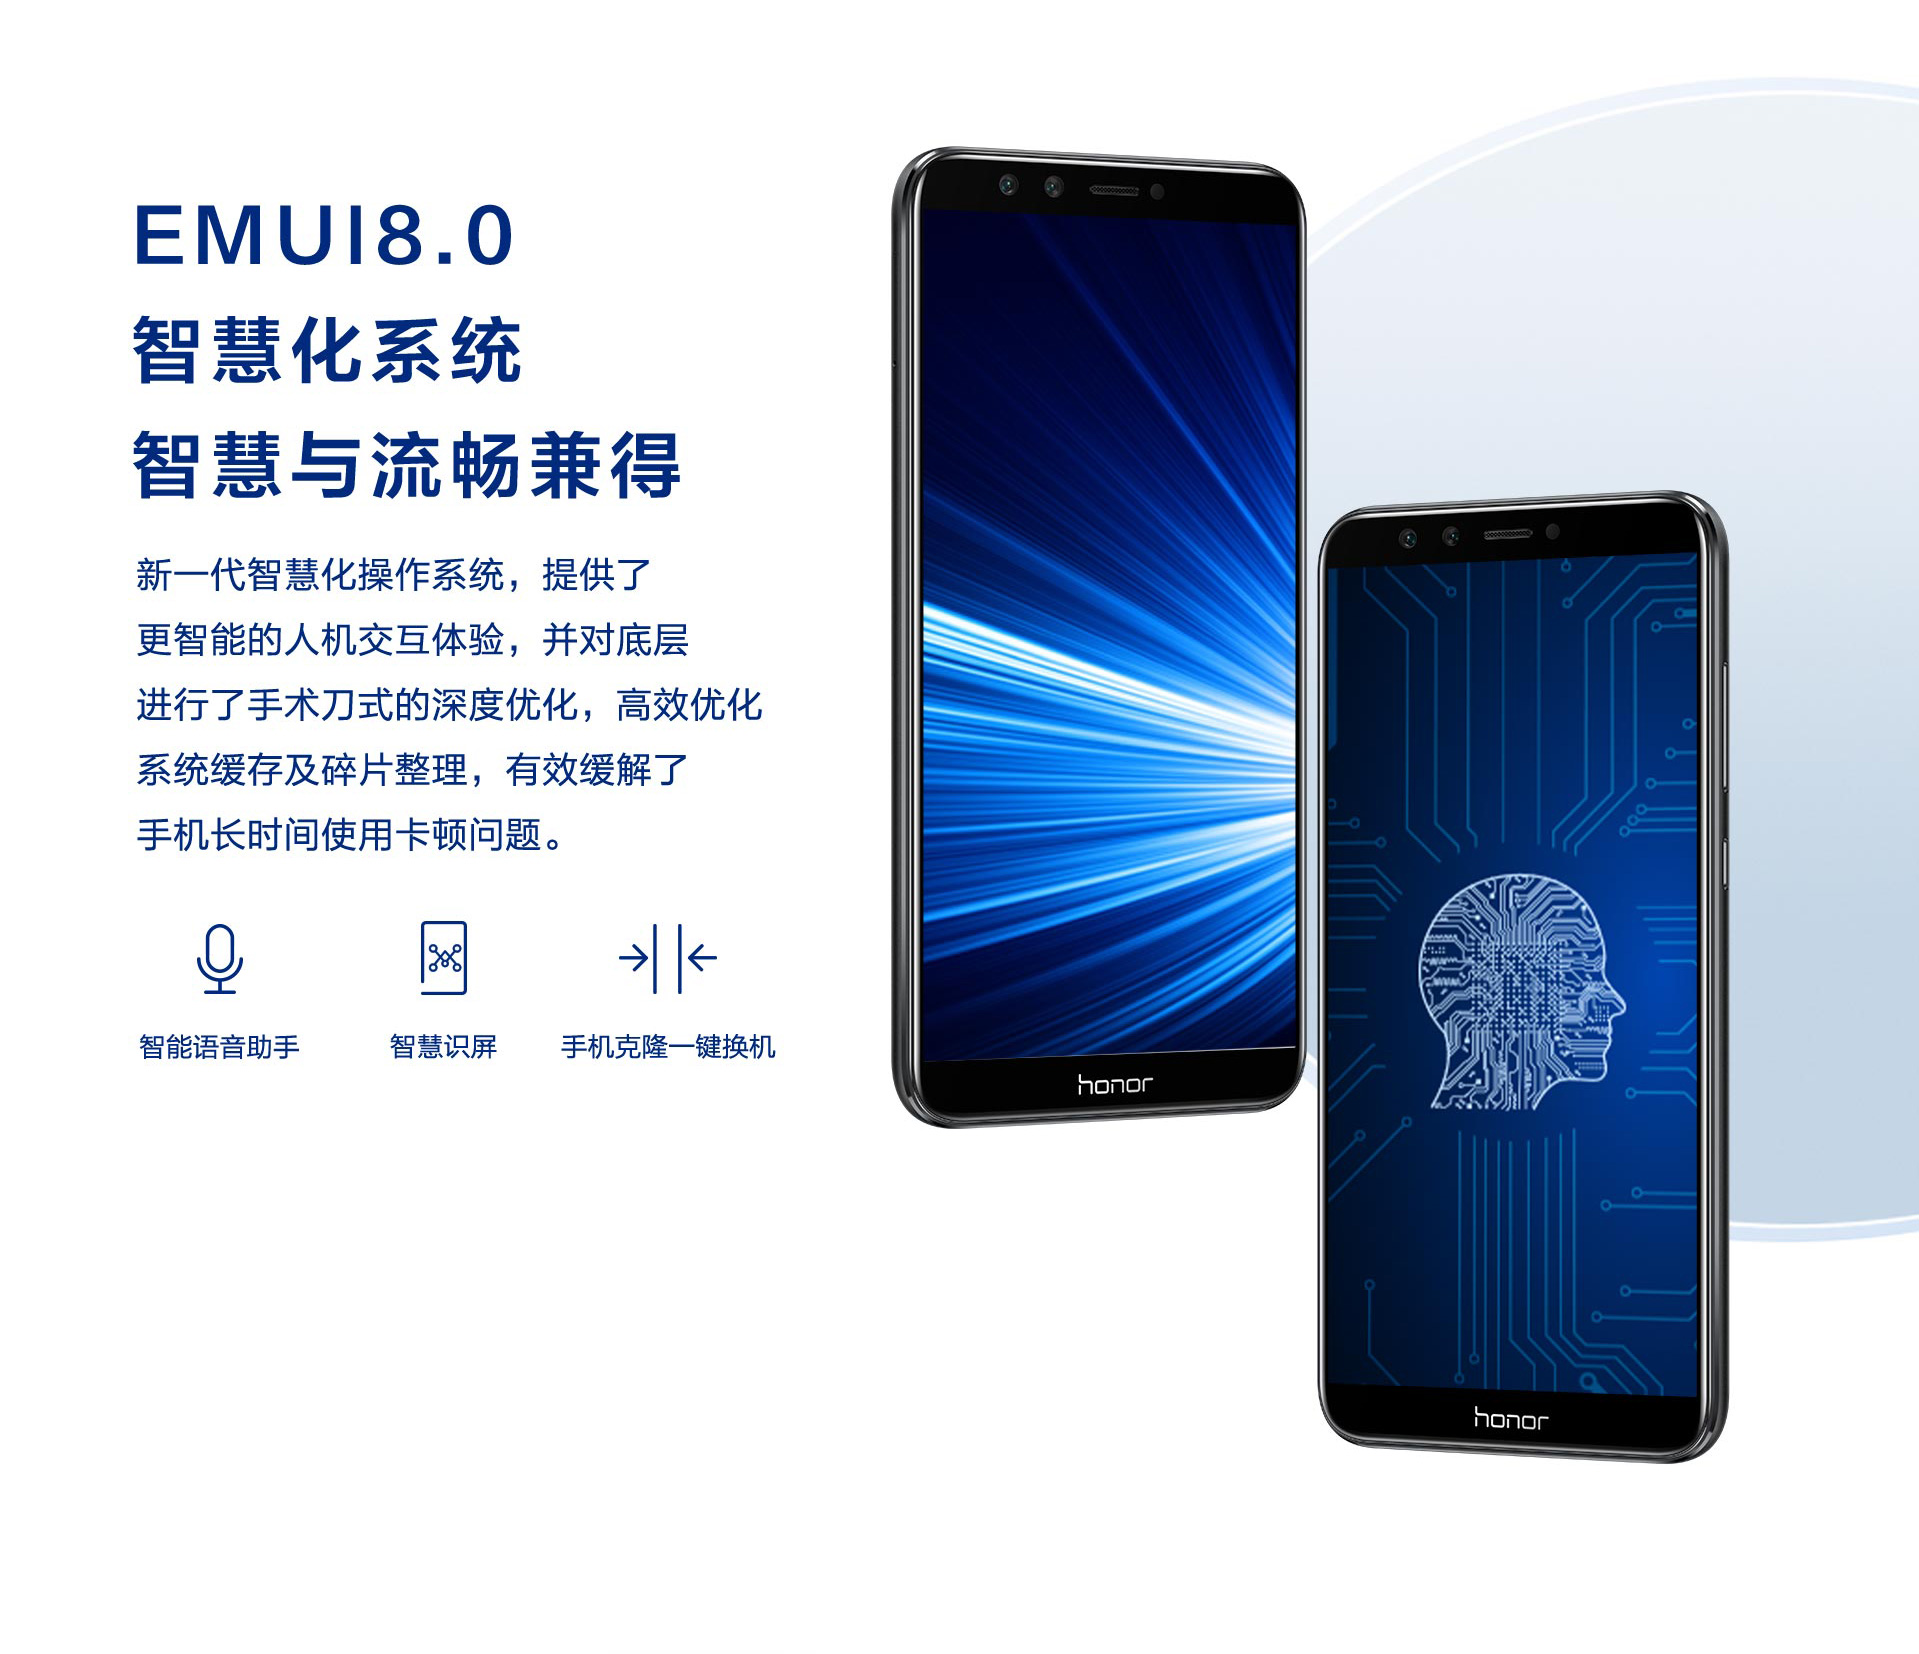 EMUI8.0
智慧化系统
智慧与流畅兼得
新一代智慧化操作系统，提供了
更智能的人机交互体验，并对底层
进行了手术刀式的深度优化，高效优化
系统缓存及碎片整理，有效缓解了
手机长时间使用卡顿问题。
智能语音助手
智慧识屏
手机克隆一键换机
honor
honor